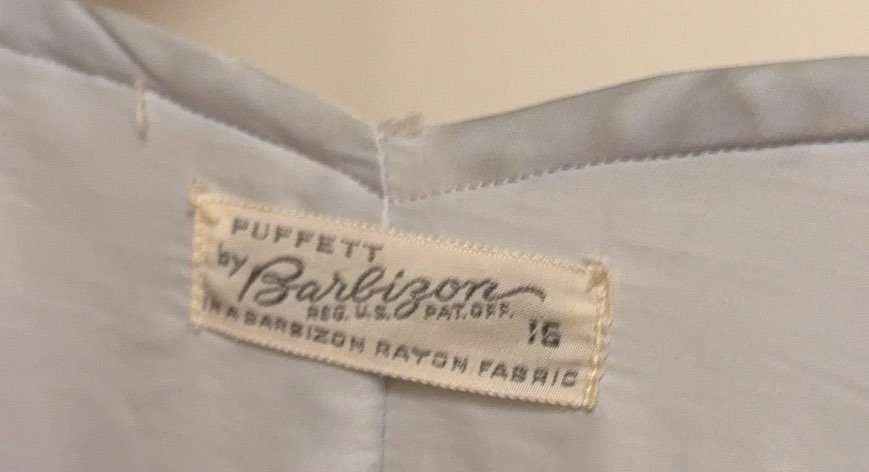 PUFFETT
by Barbizon
REG. U.S. PAT. OFF.
16
IN A BARBIZON RAYON FABRIC